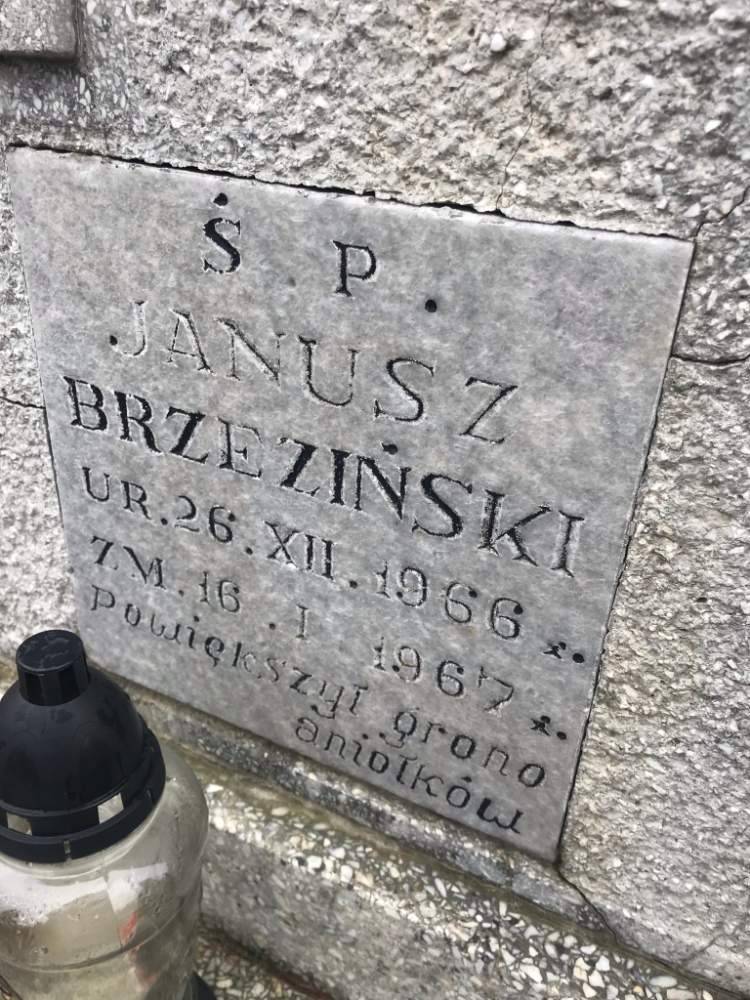 Ś P.
JANUSZ
BRZEZIŃSKI
UR. 26. XII. 1966 r.
ZM. 16. I 1967 r.
powiększył grono
aniołków